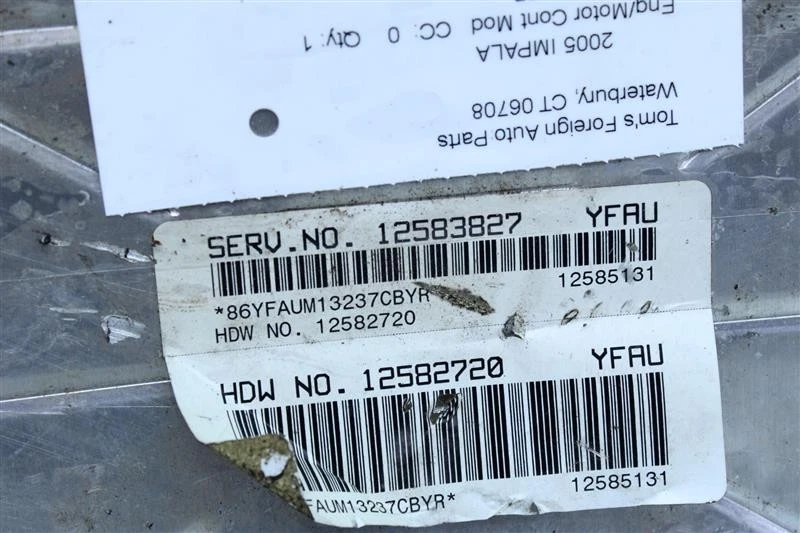 Tom's Foreign Auto Parts
Waterbury, CT 06708
2005 IMPALA
Eng/Motor Cont Mod CC: 0 Qty: 1
SERV.NO. 12583827 YFAU
12585131
*86YFAUM13237CBYR
HDW NO. 12582720
HDW NO. 12582720 YFAU
12585131
FAUM13237CBYR*